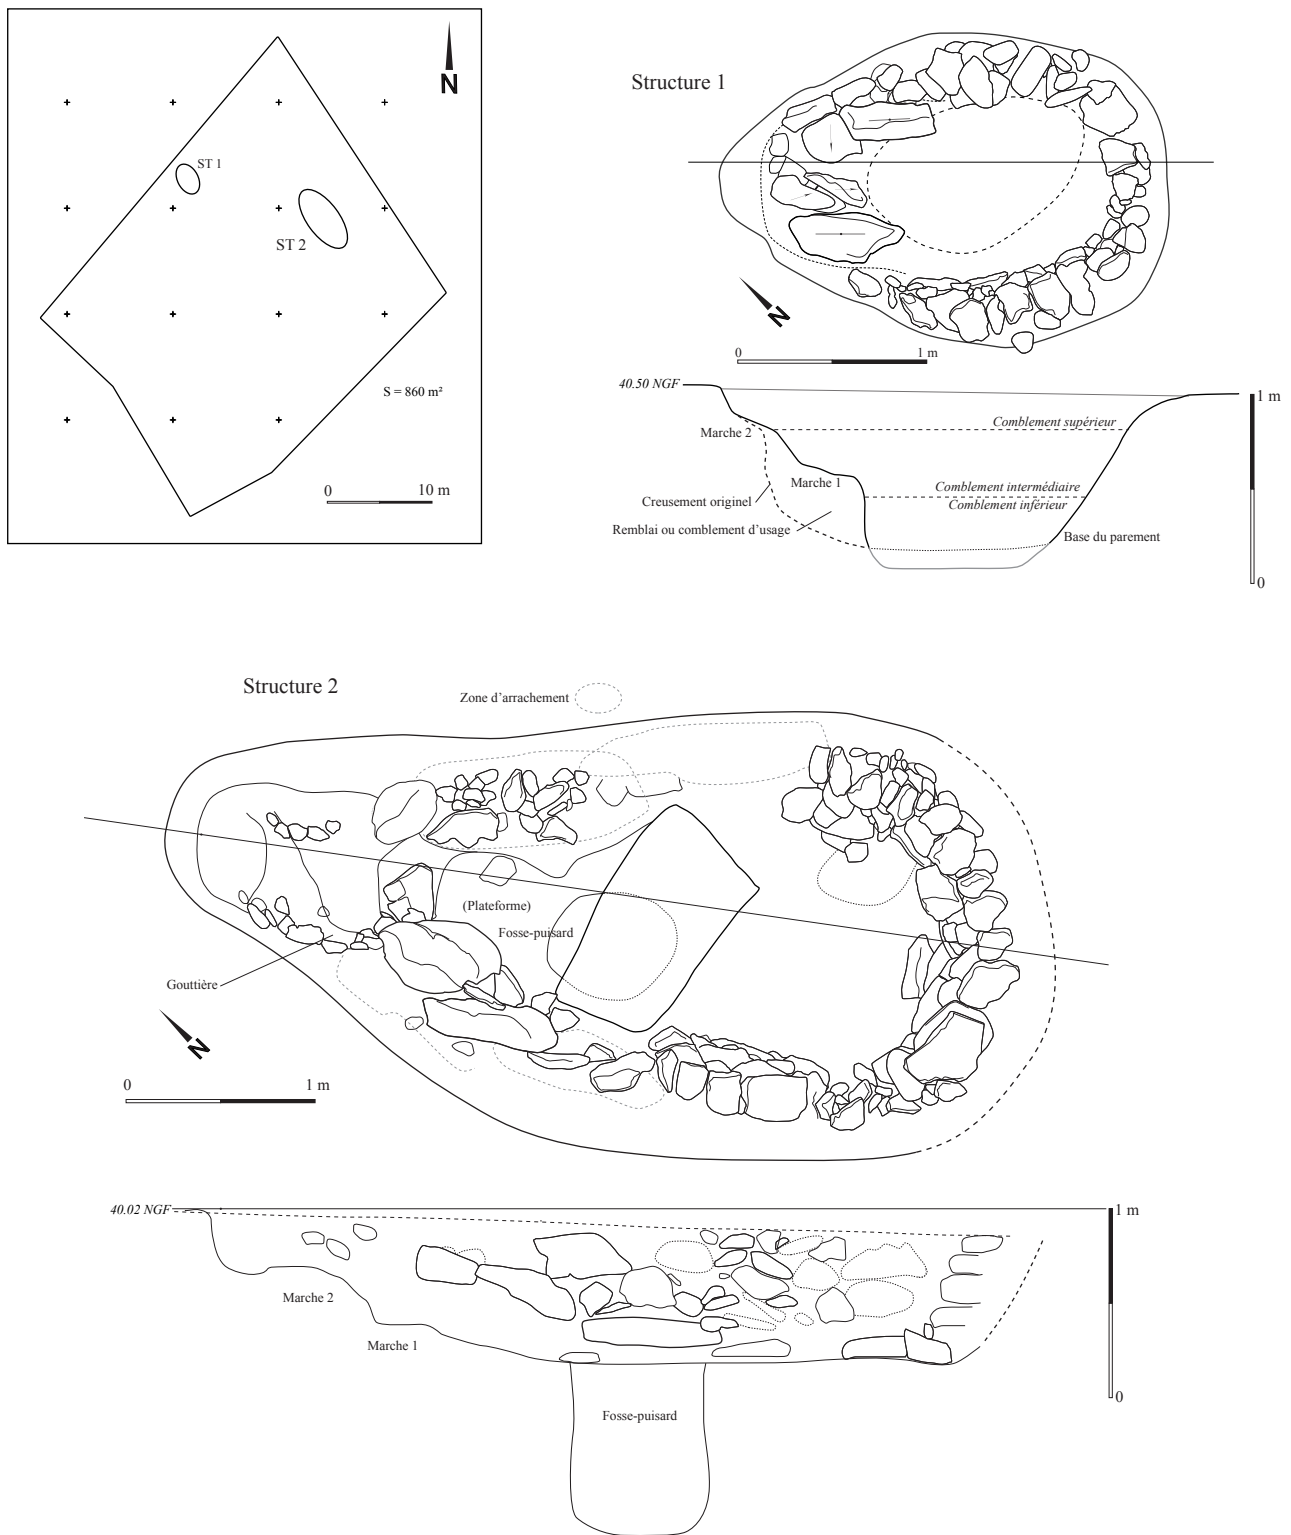 N
ST 1
ST 2
S = 860 m²
0 10 m
Structure 1
N
0 1 m
40.50 NGF
1 m
Comblement supérieur
Marche 2
Marche 1
Comblement intermédiaire
Creusement originel
Comblement inférieur
Remblai ou comblement d’usage
Base du parement
0
Structure 2
Zone d’arrachement
(Plateforme)
Fosse-puisard
Gouttière
N
0 1 m
40.02 NGF
1 m
Marche 2
Marche 1
0
Fosse-puisard